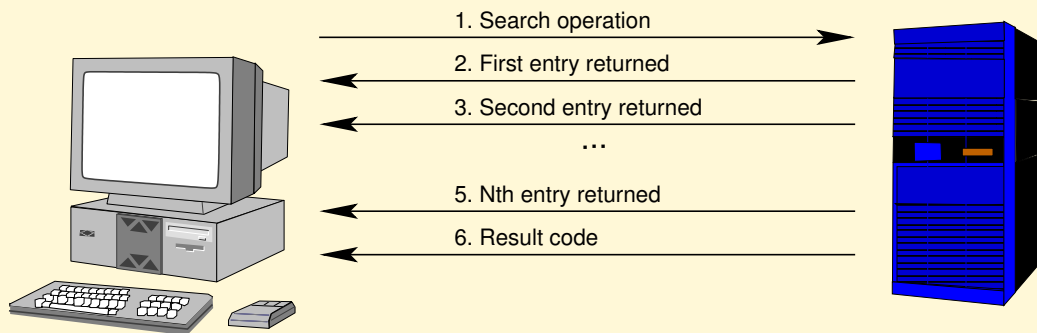 1. Search operation
2. First entry returned
3. Second entry returned
...
5. Nth entry returned
6. Result code